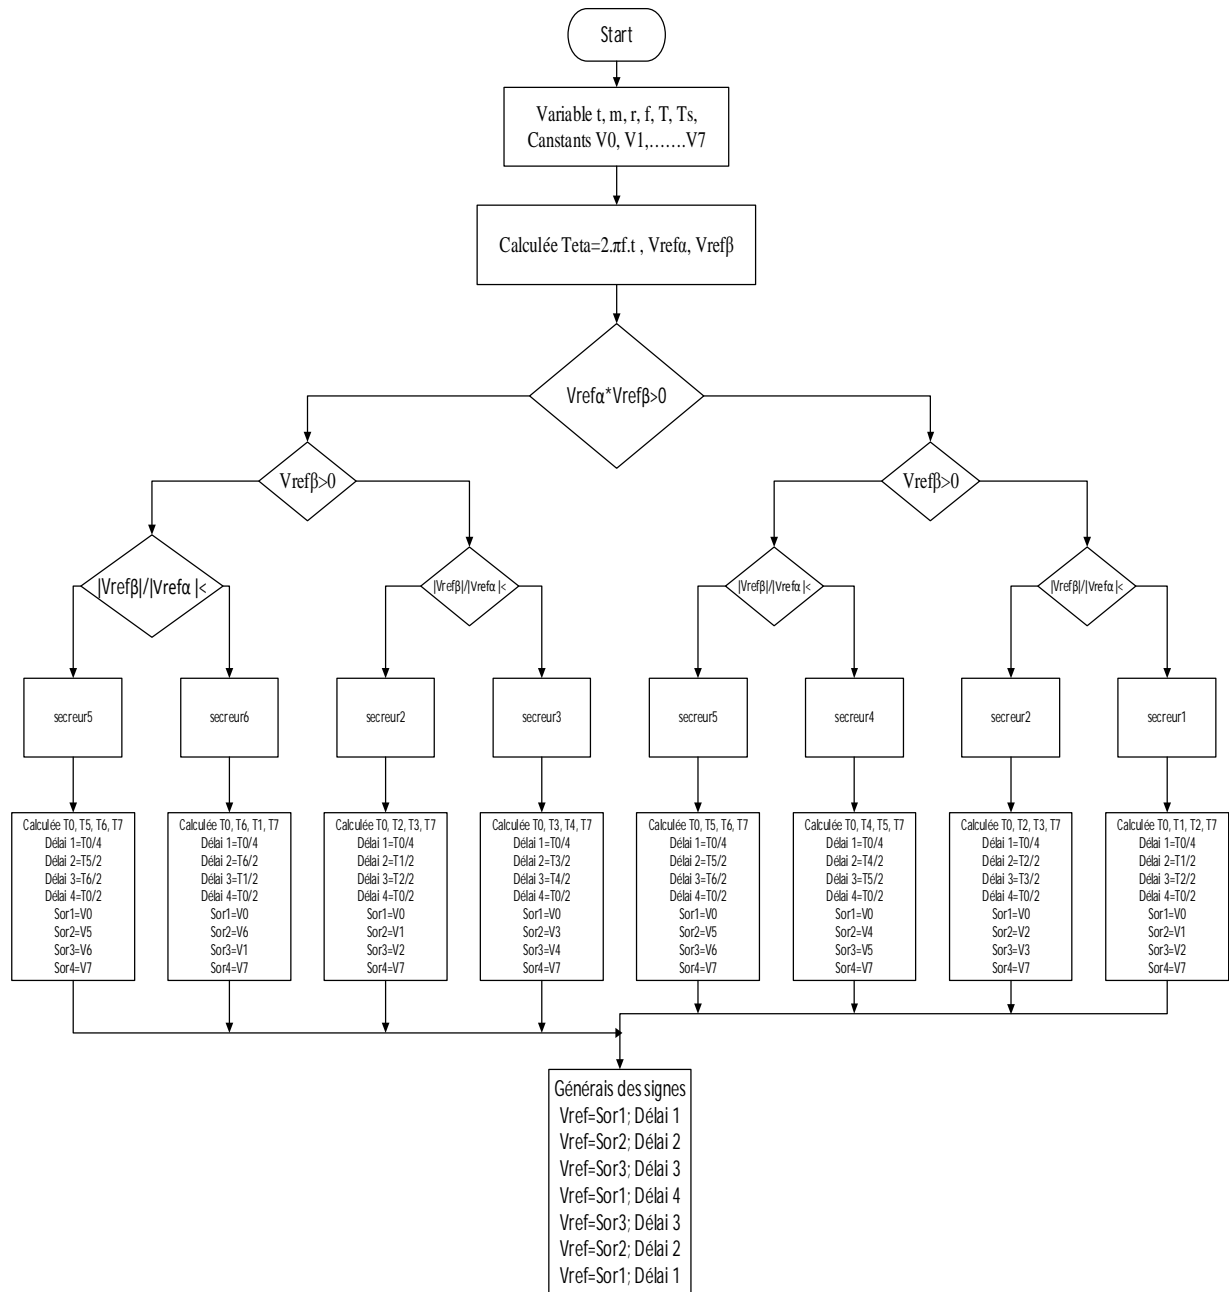 Start
Variable t, m, r, f, T, Ts,
Canstants V0, V1,.......V7
Calculée Teta=2.πf.t , Vrefα, Vrefβ
Vrefα*Vrefβ>0
Vrefβ>0
Vrefβ>0
|Vrefβ|/|Vrefα |<
|Vrefβ|/|Vrefα |<
|Vrefβ|/|Vrefα |<
|Vrefβ|/|Vrefα |<
secreur5
secreur6
secreur2
secreur3
secreur5
secreur4
secreur2
secreur1
Calculée T0, T5, T6, T7
Délai 1=T0/4
Délai 2=T5/2
Délai 3=T6/2
Délai 4=T0/2
Sor1=V0
Sor2=V5
Sor3=V6
Sor4=V7
Calculée T0, T6, T1, T7
Délai 1=T0/4
Délai 2=T6/2
Délai 3=T1/2
Délai 4=T0/2
Sor1=V0
Sor2=V6
Sor3=V1
Sor4=V7
Calculée T0, T2, T3, T7
Délai 1=T0/4
Délai 2=T1/2
Délai 3=T2/2
Délai 4=T0/2
Sor1=V0
Sor2=V1
Sor3=V2
Sor4=V7
Calculée T0, T3, T4, T7
Délai 1=T0/4
Délai 2=T3/2
Délai 3=T4/2
Délai 4=T0/2
Sor1=V0
Sor2=V3
Sor3=V4
Sor4=V7
Calculée T0, T5, T6, T7
Délai 1=T0/4
Délai 2=T5/2
Délai 3=T6/2
Délai 4=T0/2
Sor1=V0
Sor2=V5
Sor3=V6
Sor4=V7
Calculée T0, T4, T5, T7
Délai 1=T0/4
Délai 2=T4/2
Délai 3=T5/2
Délai 4=T0/2
Sor1=V0
Sor2=V4
Sor3=V5
Sor4=V7
Calculée T0, T2, T3, T7
Délai 1=T0/4
Délai 2=T2/2
Délai 3=T3/2
Délai 4=T0/2
Sor1=V0
Sor2=V2
Sor3=V3
Sor4=V7
Calculée T0, T1, T2, T7
Délai 1=T0/4
Délai 2=T1/2
Délai 3=T2/2
Délai 4=T0/2
Sor1=V0
Sor2=V1
Sor3=V2
Sor4=V7
Générais des signes
Vref=Sor1; Délai 1
Vref=Sor2; Délai 2
Vref=Sor3; Délai 3
Vref=Sor1; Délai 4
Vref=Sor3; Délai 3
Vref=Sor2; Délai 2
Vref=Sor1; Délai 1